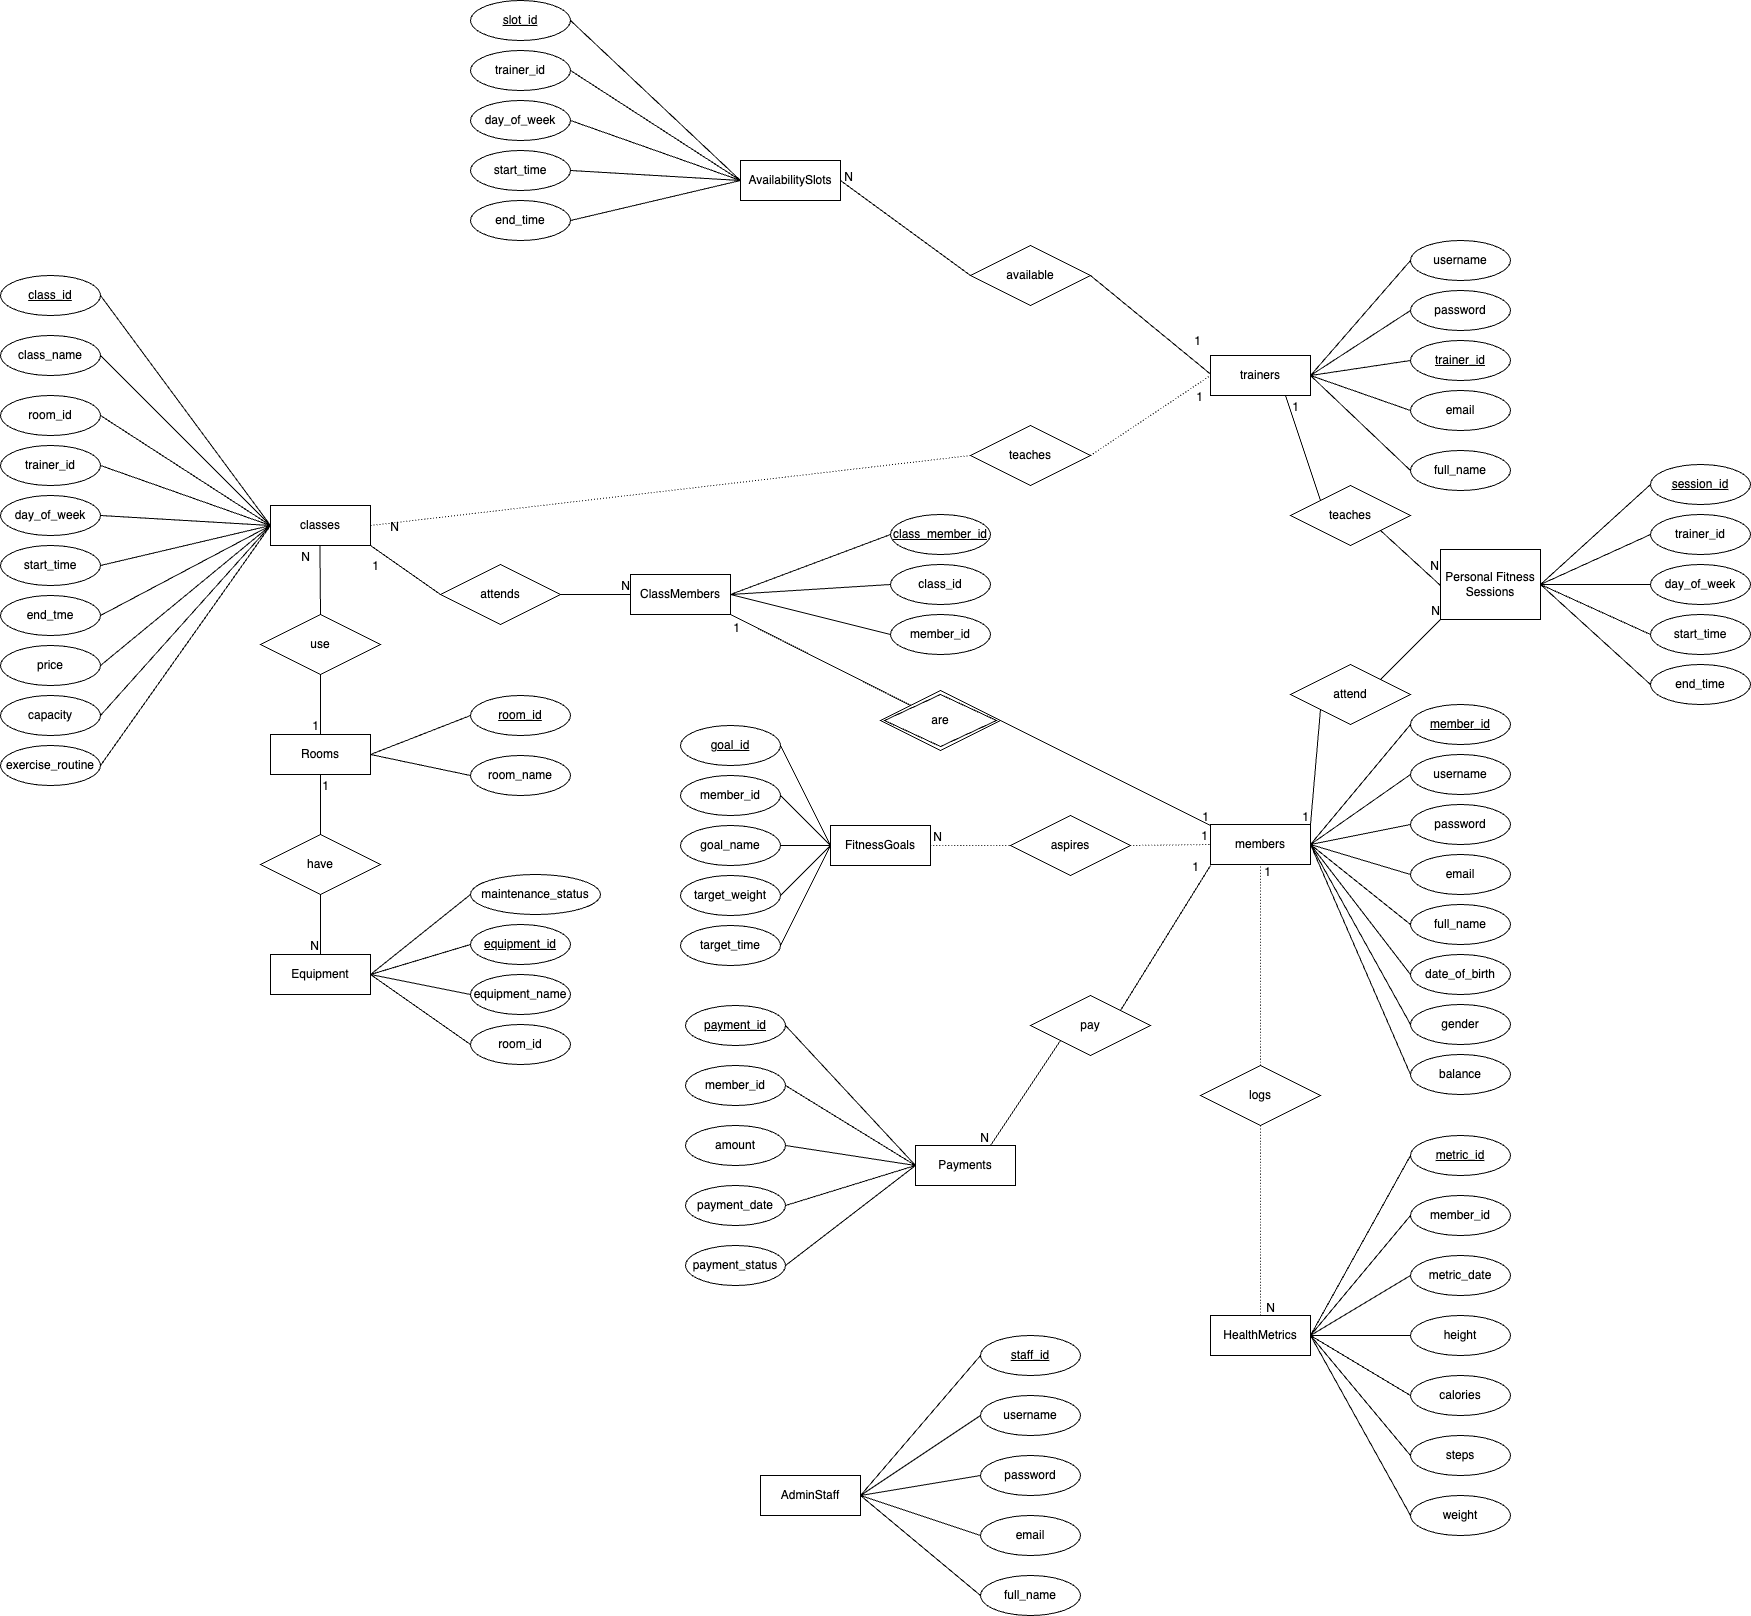 slot_id
trainer_id
day_of_week
start_time
end_time
AvailabilitySlots
N
available
1
username
password
trainer_id
email
full_name
trainers
1
1
teaches
class_id
class_name
room_id
trainer_id
day_of_week
start_time
end_tme
price
capacity
exercise_routine
classes
N
N
1
attends
N
ClassMembers
1
class_member_id
class_id
member_id
teaches
N
Personal Fitness
Sessions
N
session_id
trainer_id
day_of_week
start_time
end_time
attend
use
1
Rooms
1
room_id
room_name
have
N
Equipment
maintenance_status
equipment_id
equipment_name
room_id
are
goal_id
member_id
goal_name
target_weight
target_time
FitnessGoals
N
aspires
1
1
1
members
1
1
member_id
username
password
email
full_name
date_of_birth
gender
balance
pay
N
payment_id
member_id
amount
payment_date
payment_status
Payments
logs
N
HealthMetrics
metric_id
member_id
metric_date
height
calories
steps
weight
AdminStaff
staff_id
username
password
email
full_name